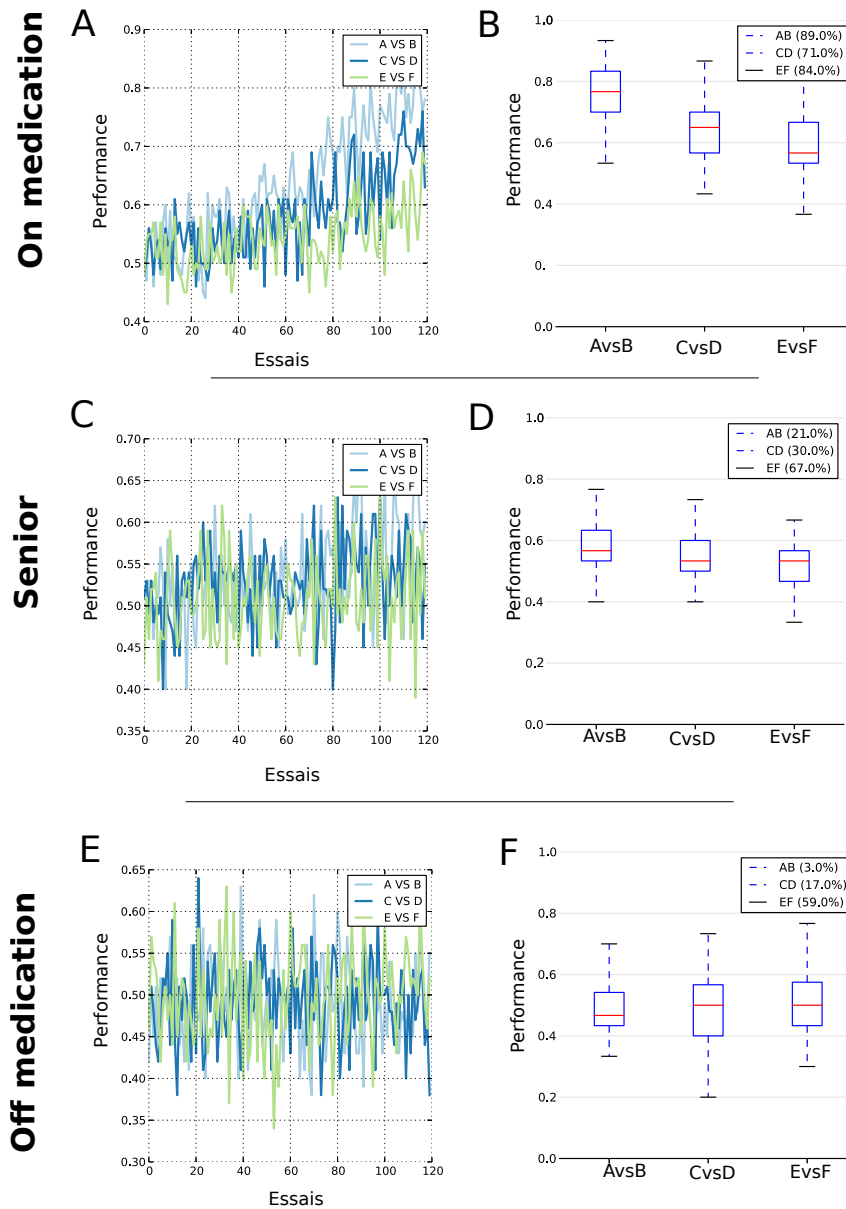 On medication
A
0.9
0.8
0.7
0.6
0.5
0.4
Performance
A VS B
C VS D
E VS F
0 20 40 60 80 100 120
Essais
B
1.0
0.8
0.6
0.4
0.
0.0
Performance
AB (89.0%)
CD (71.0%)
EF (84.0%)
AvsB CvsD EvsF
Senior
C
0.70
0.65
0.60
0.55
0.50
0.45
0.40
0.35
Performance
A VS B
C VS D
E VS F
0 20 40 60 80 100 120
Essais
D
1.0
0.8
0.6
0.4
0.2
0.0
Performance
AB (21.0%)
CD (30.0%)
EF (67.0%)
AvsB CvsD EvsF
Off medication
E
0.65
0.60
0.55
0.50
0.45
0.40
0.35
0.30
Performance
A VS B
C VS D
E VS F
0 20 40 60 80 100 120
Essais
F
1.0
0.8
0.6
0.4
0.2
0.0
Performance
AB (3.0%)
CD (17.0%)
EF (59.0%)
AvsB CvsD EvsF